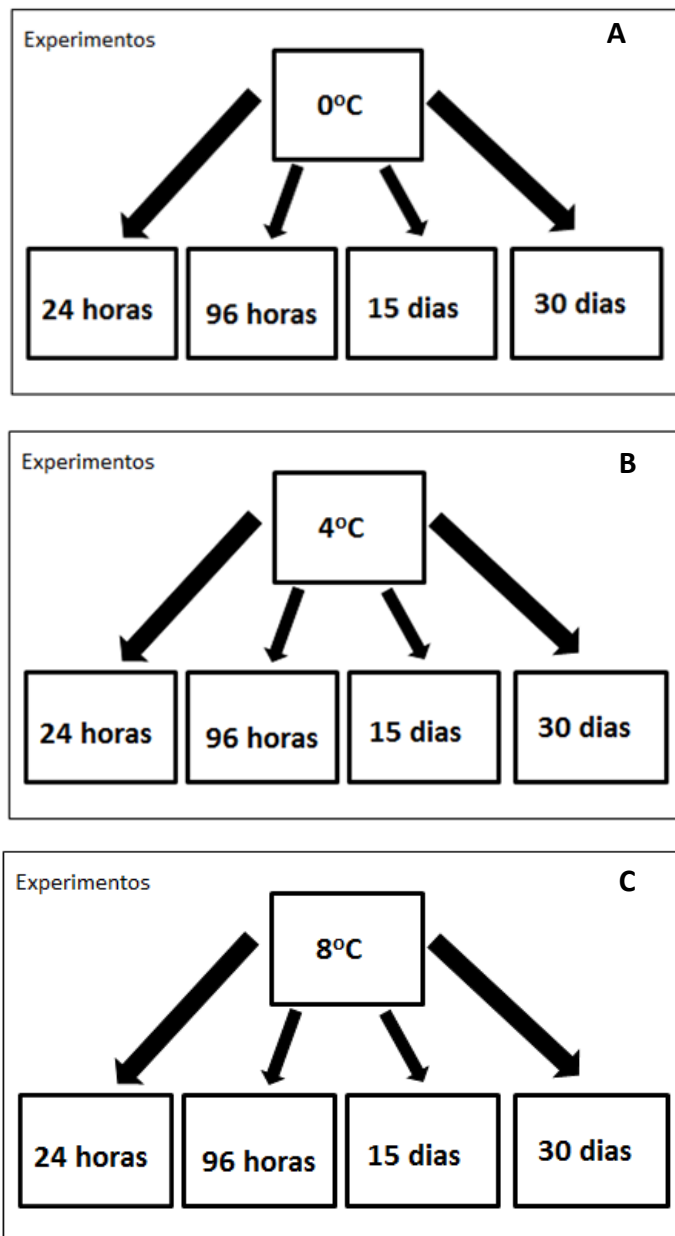 Experimentos
A
0ºC
24 horas
96 horas
15 dias
30 dias
Experimentos
B
4ºC
24 horas
96 horas
15 dias
30 dias
Experimentos
C
8ºC
24 horas
96 horas
15 dias
30 dias